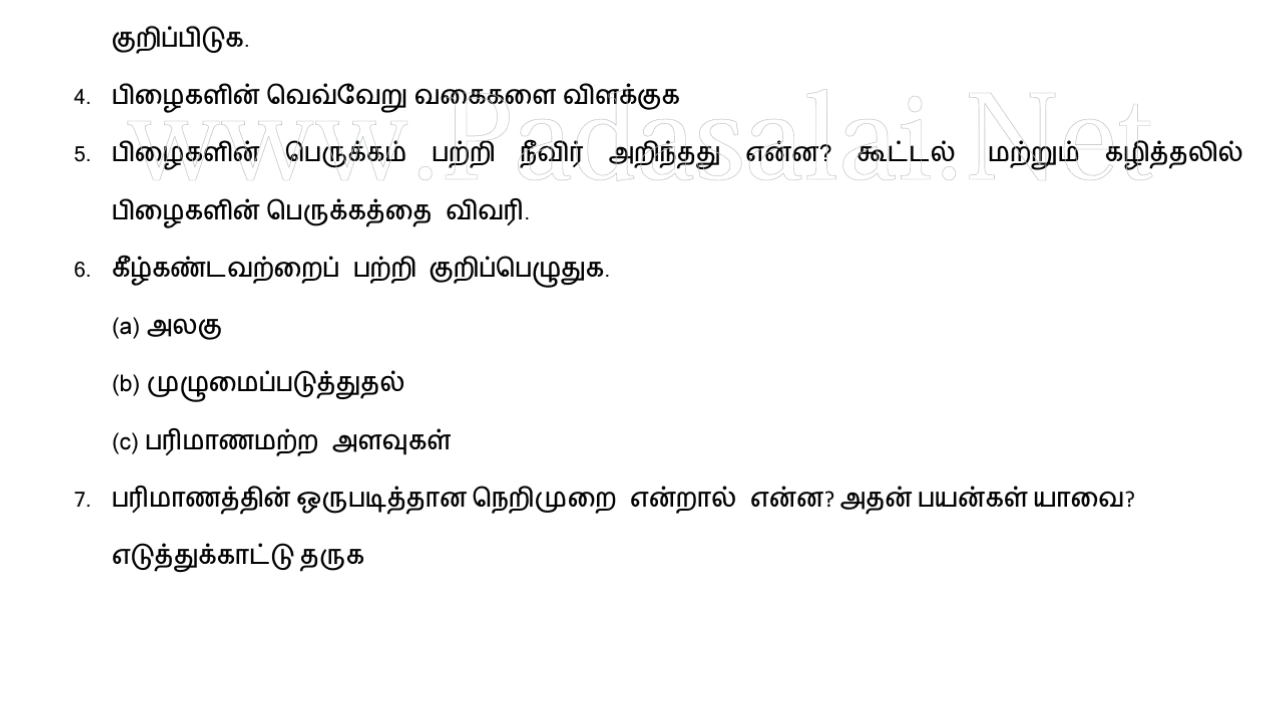 குறிப்பிடுக.
4. பிழைகளின் வெவ்வேறு வகைகளை விளக்குக
www.Padasalai.Net
5. பிழைகளின் பெருக்கம் பற்றி நீவிர் அறிந்தது என்ன? கூட்டல் மற்றும் கழித்தலில்
பிழைகளின் பெருக்கத்தை விவரி.
6. கீழ்கண்டவற்றைப் பற்றி குறிப்பெழுதுக.
(a) அலகு
(b) முழுமைப்படுத்துதல்
(c) பரிமாணமற்ற அளவுகள்
7. பரிமாணத்தின் ஒருபடித்தான நெறிமுறை என்றால் என்ன? அதன் பயன்கள் யாவை?
எடுத்துக்காட்டு தருக